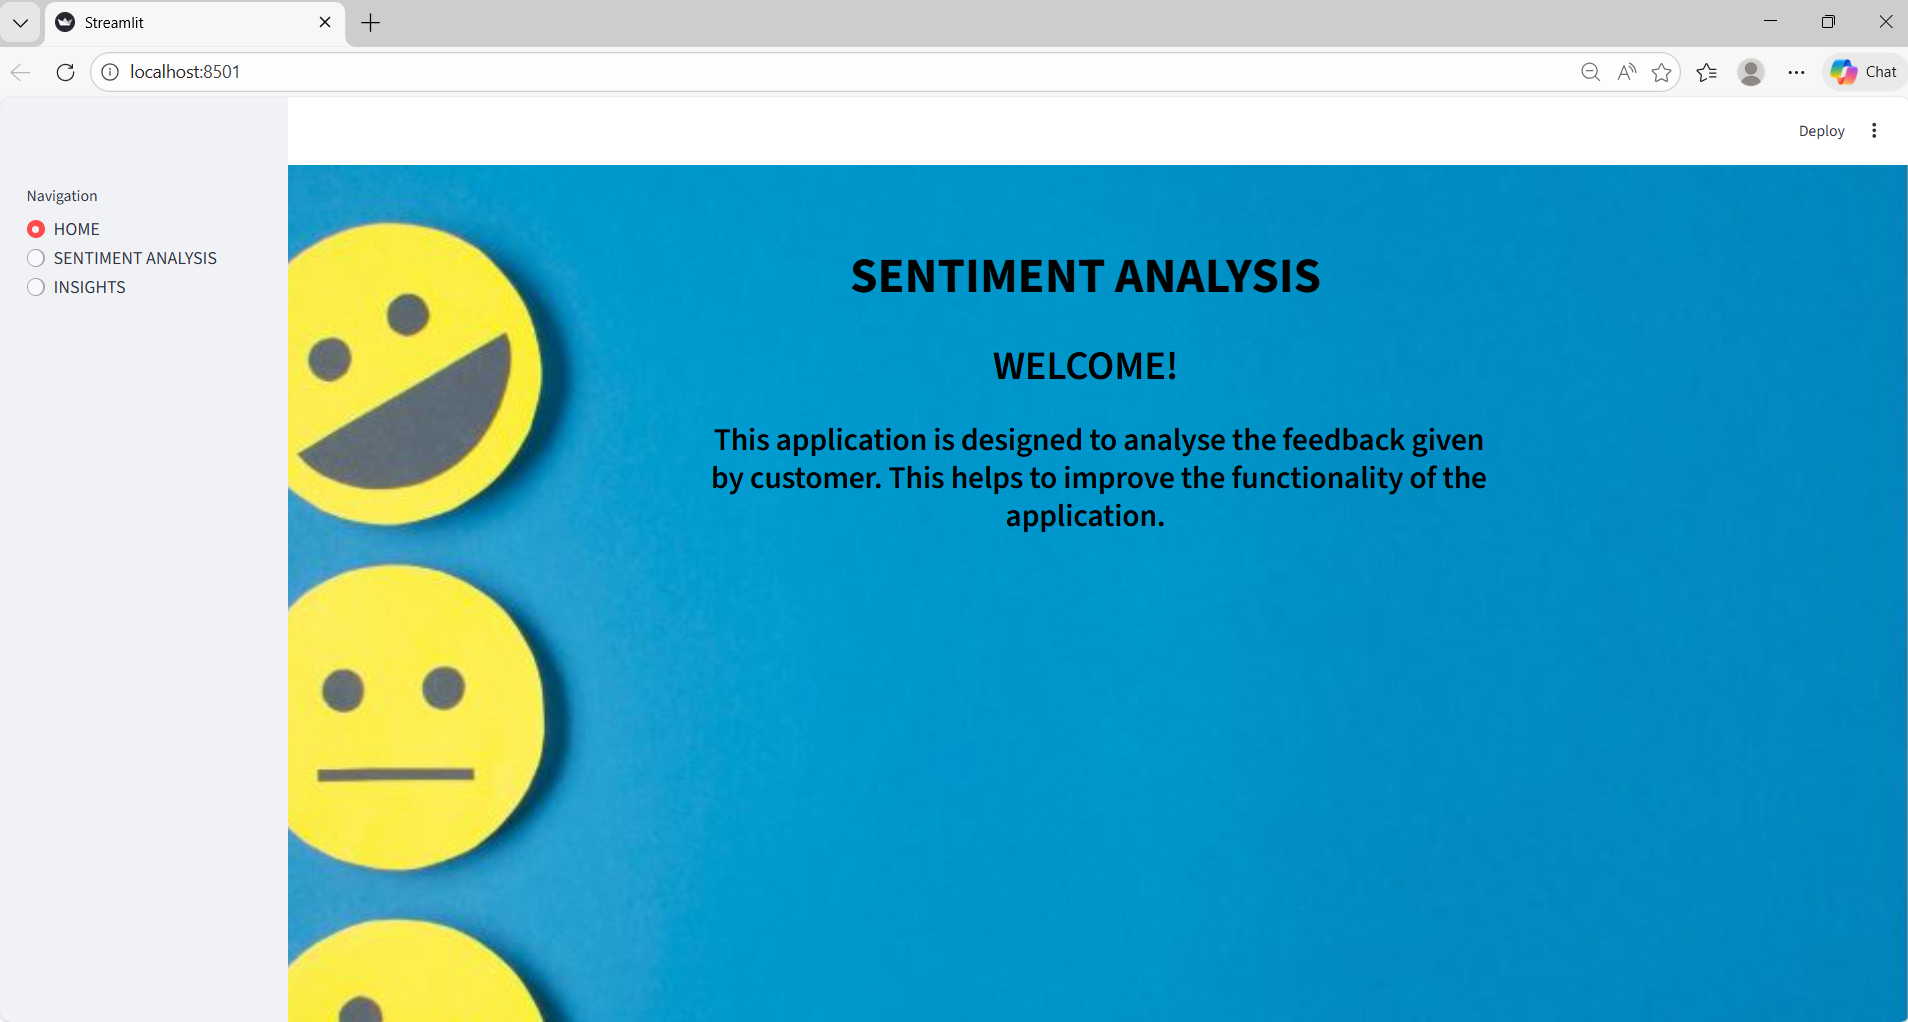 Streamlit
localhost:8501
Chat
Deploy
Navigation
HOME
SENTIMENT ANALYSIS
INSIGHTS
SENTIMENT ANALYSIS
WELCOME!
This application is designed to analyse the feedback given
by customer. This helps to improve the functionality of the
application.